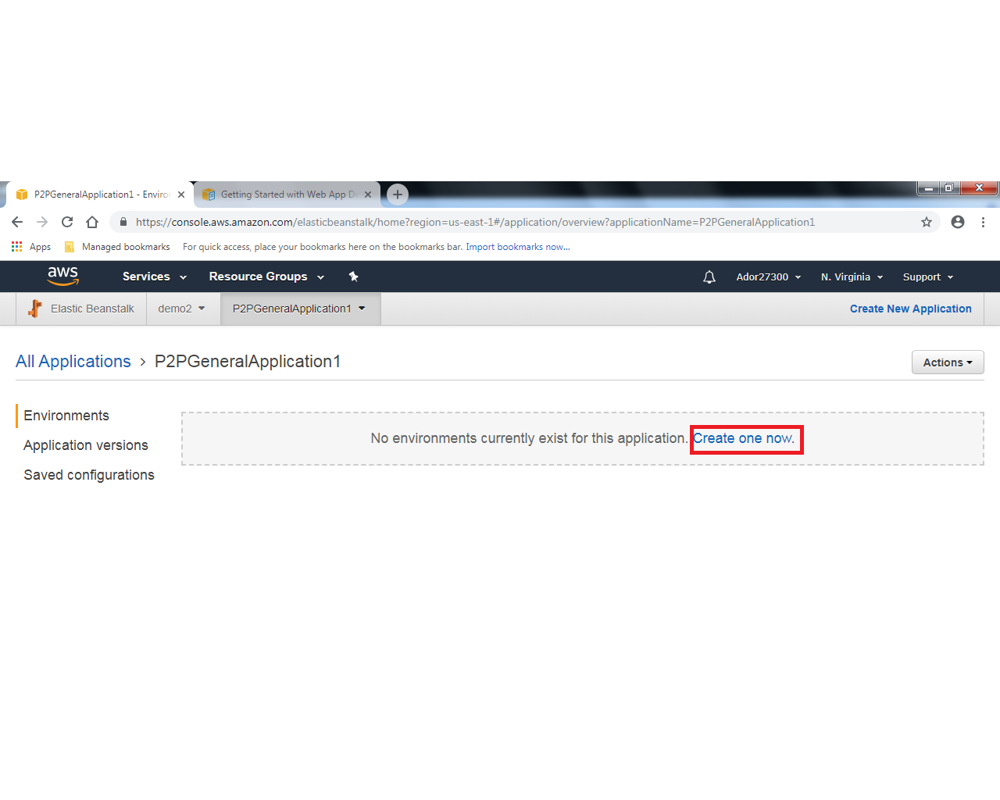 P2PGeneralApplication1 - Enviror
Getting Started with Web App De
https://console.aws.amazon.com/elasticbeanstalk/home?region=us-east-1#/application/overview?applicationName=P2PGeneralApplication1
Apps Managed bookmarks For quick access, place your bookmarks here on the bookmarks bar. Import bookmarks now...
aws Services Resource Groups Ador27300 N. Virginia Support
Elastic Beanstalk demo2 P2PGeneralApplication1 Create New Application
All Applications › P2PGeneralApplication1 Actions
Environments
No environments currently exist for this application. Create one now.
Application versions
Saved configurations